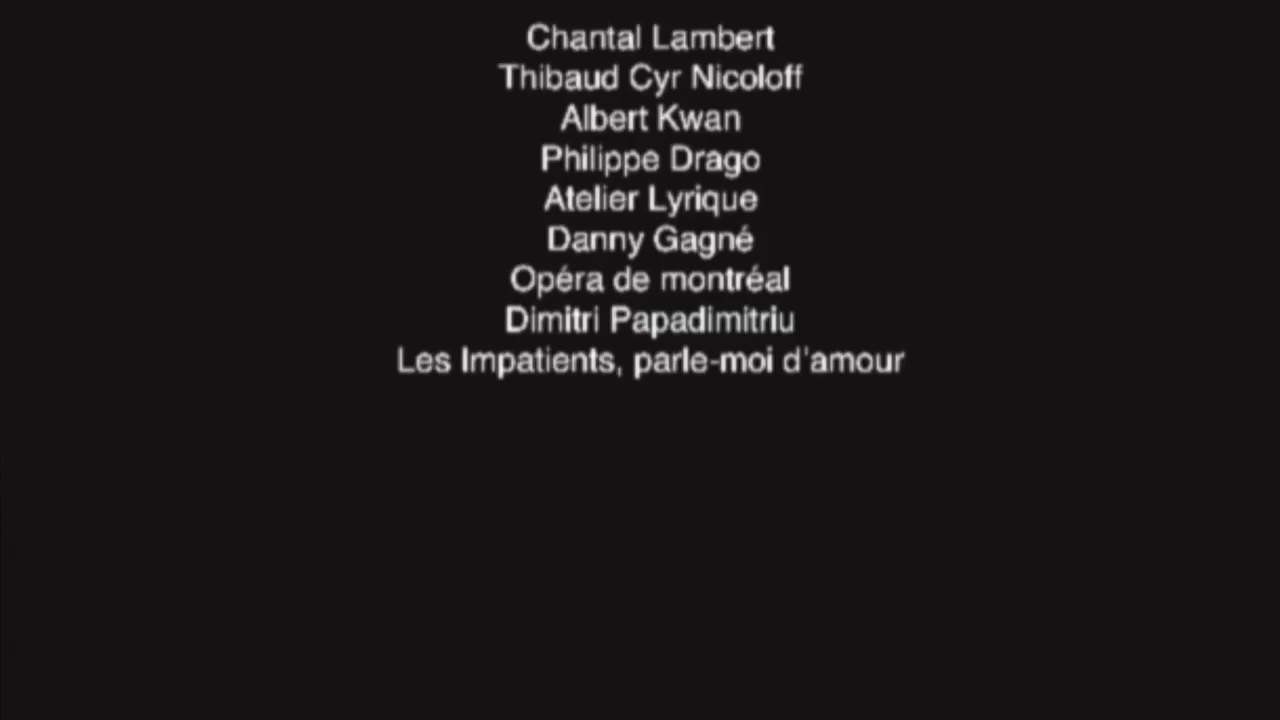 Chantal Lambert
Thibaud Cyr Nicoloff
Albert Kwan
Philippe Drago
Atelier Lyrique
Danny Gagné
Opéra de montréal
Dimitri Papadimitriu
Les Impatients, parle-moi d'amour